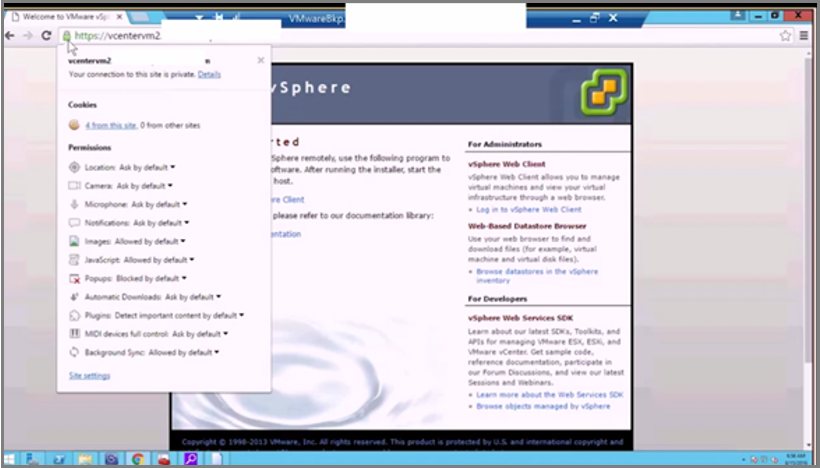 Welcome to VMware vSp
VMwareBkp.
https://vcentervm2.
vcentervm2
Your connection to this site is private. Details
Cookies
4 from this site, 0 from other sites
Permissions
Location: Ask by default
Camera: Ask by default
Microphone: Ask by default
Notifications: Ask by default
Images: Allowed by default
JavaScript: Allowed by default
Popups: Blocked by default
Automatic Downloads: Ask by default
Plugins: Detect important content by default
MIDI devices full control: Ask by default
Background Sync: Allowed by default
Site settings
vSphere
rted
Sphere remotely, use the following program to
oftware. After running the installer, start the
host.
re Client
please refer to our documentation library:
entation
For Administrators
vSphere Web Client
vSphere Web Client allows you to manage
virtual machines and view your virtual
infrastructure through a web browser.
Log in to vSphere Web Client
Web-Based Datastore Browser
Use your web browser to find and
download files (for example, virtual
machine and virtual disk files).
Browse datastores in the vSphere
inventory
For Developers
vSphere Web Services SDK
Learn about our latest SDKs, Toolkits, and
APIs for managing VMware ESX, ESXi, and
VMware vCenter. Get sample code,
reference documentation, participate in
our Forum Discussions, and view our latest
Sessions and Webinars.
Learn more about the Web Services SDK
Browse objects managed by vSphere
Copyright © 1998-2013 VMware, Inc. All rights reserved. This product is protected by U.S. and international copyright and